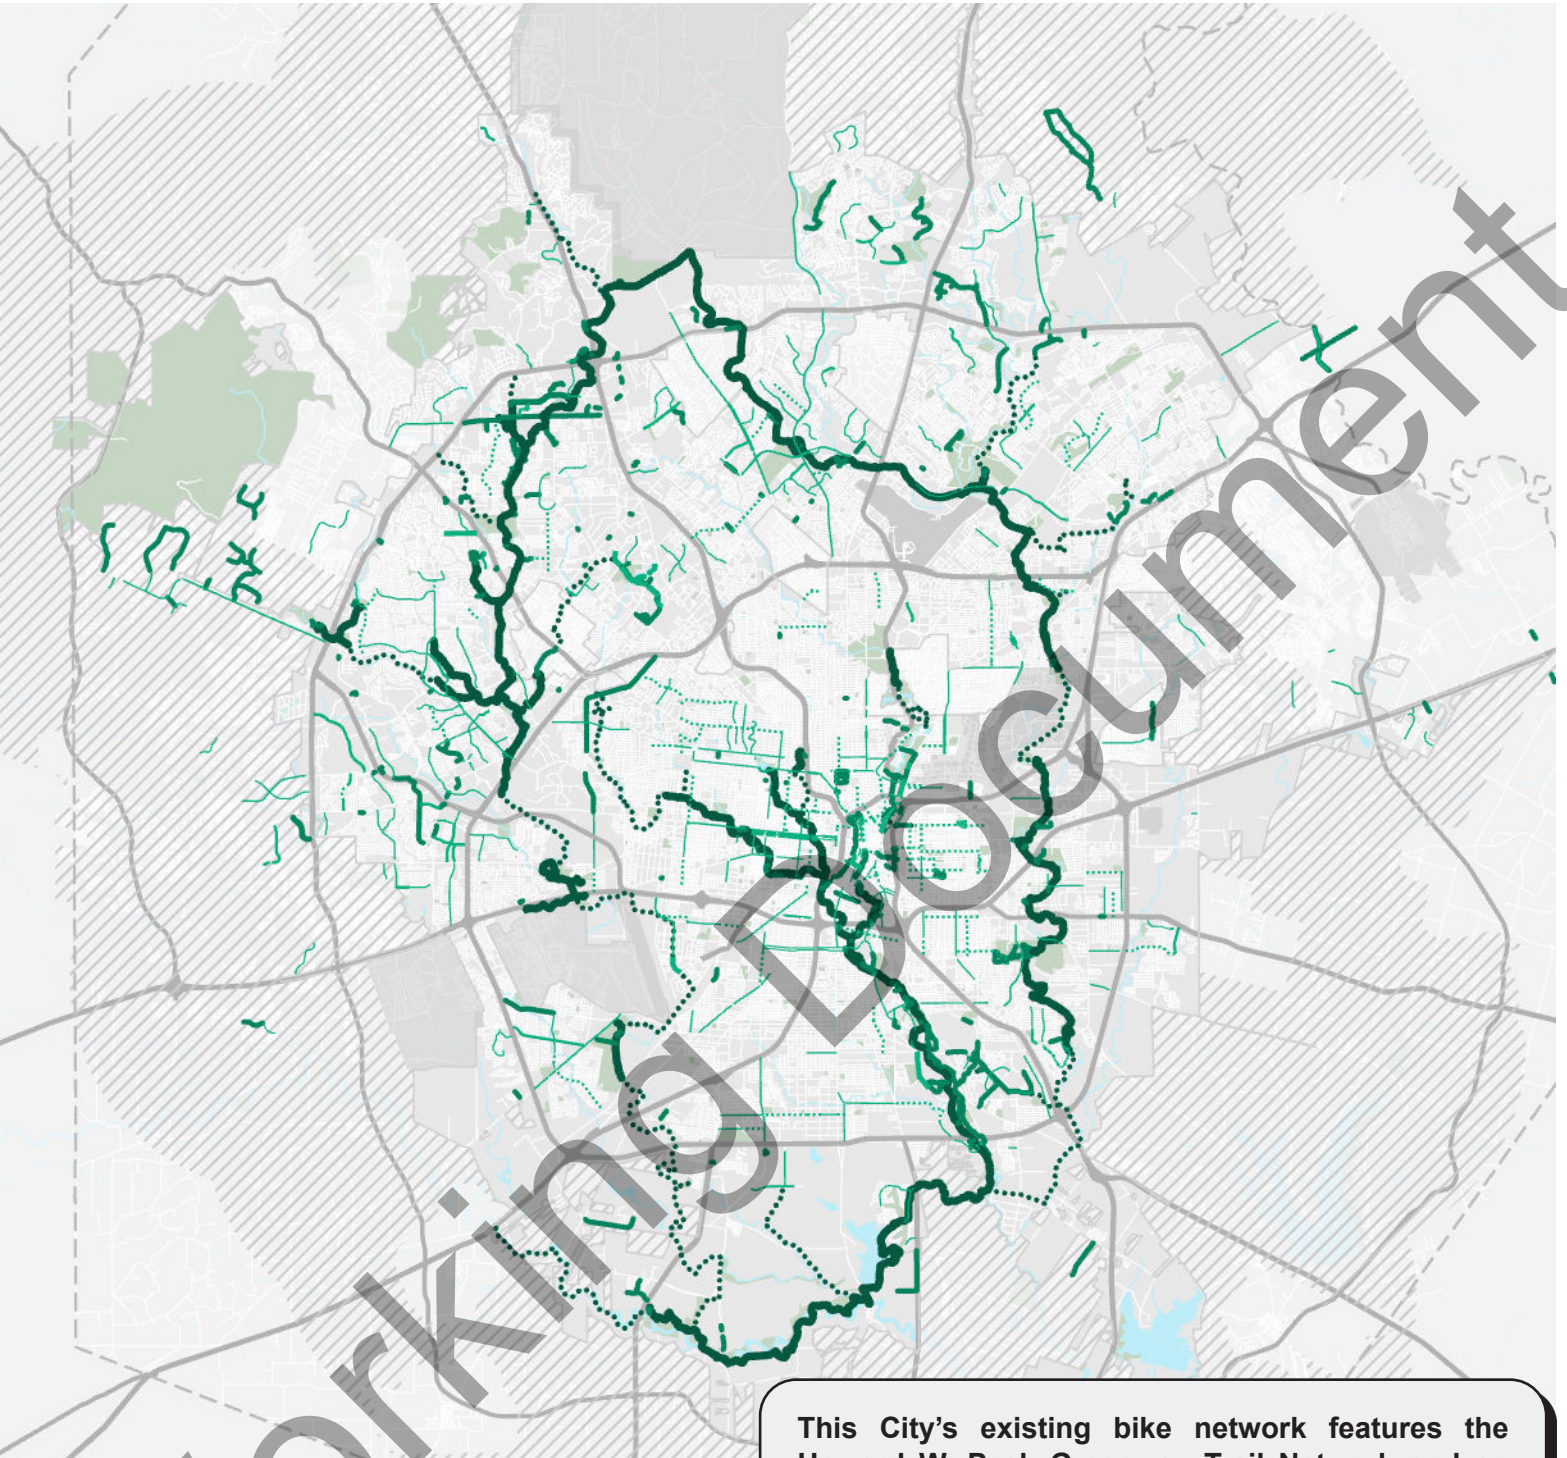 Working Document
This City’s existing bike network features the